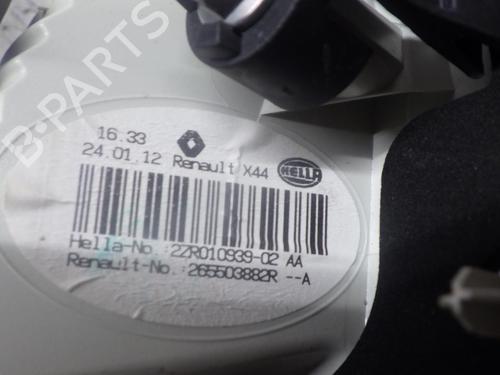 16.33
24.01.12 Renault X44
HELLA
Hella-No.:2ZR010939-02 AA
Renault-No.:265503882R --A
B-PARTS